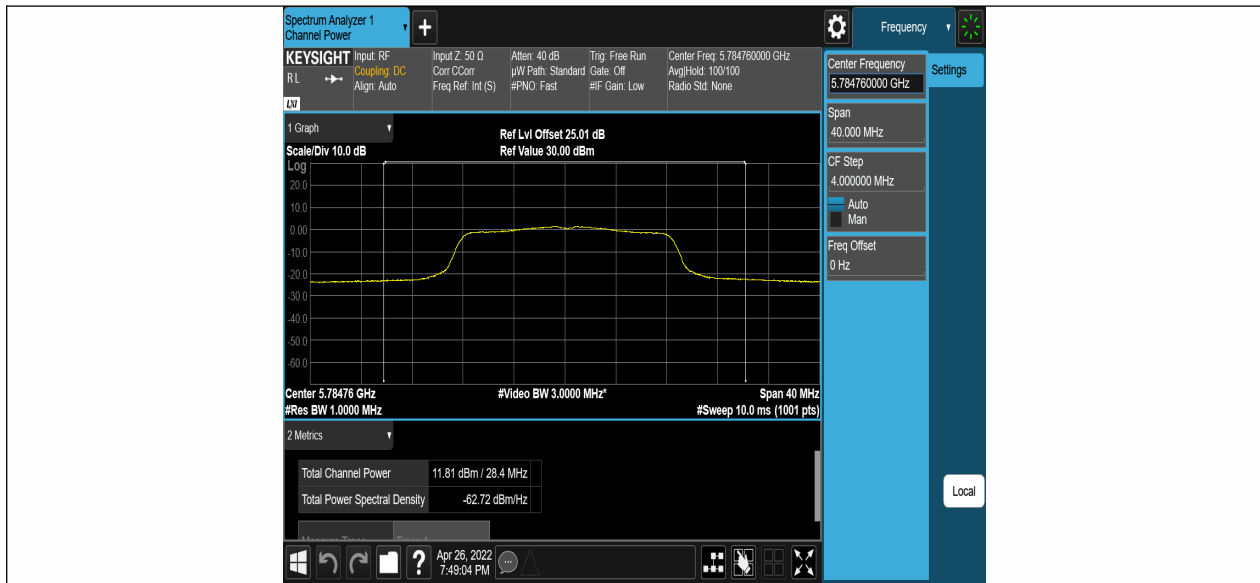 Spectrum Analyzer 1
Channel Power
+
Frequency
KEYSIGHT
RL
LXI
Input: RF
Coupling: DC
Align: Auto
Input Z: 50 Ω
Corr CCorr
Freq Ref: Int (S)
Atten: 40 dB
µW Path: Standard
#PNO: Fast
Trig: Free Run
Gate: Off
#IF Gain: Low
Center Freq: 5.784760000 GHz
Avg|Hold: 100/100
Radio Std: None
Center Frequency
5.784760000 GHz
Settings
Span
40.000 MHz
CF Step
4.000000 MHz
Auto
Man
Freq Offset
0 Hz
Local
1 Graph
Scale/Div 10.0 dB
Ref Lvl Offset 25.01 dB
Ref Value 30.00 dBm
Log
20.0
10.0
0.00
-10.0
-20.0
-30.0
-40.0
-50.0
-60.0
Center 5.78476 GHz
#Video BW 3.0000 MHz*
Span 40 MHz
#Res BW 1.0000 MHz
#Sweep 10.0 ms (1001 pts)
2 Metrics
Total Channel Power 11.81 dBm / 28.4 MHz
Total Power Spectral Density -62.72 dBm/Hz
?
Apr 26, 2022
7:49:04 PM